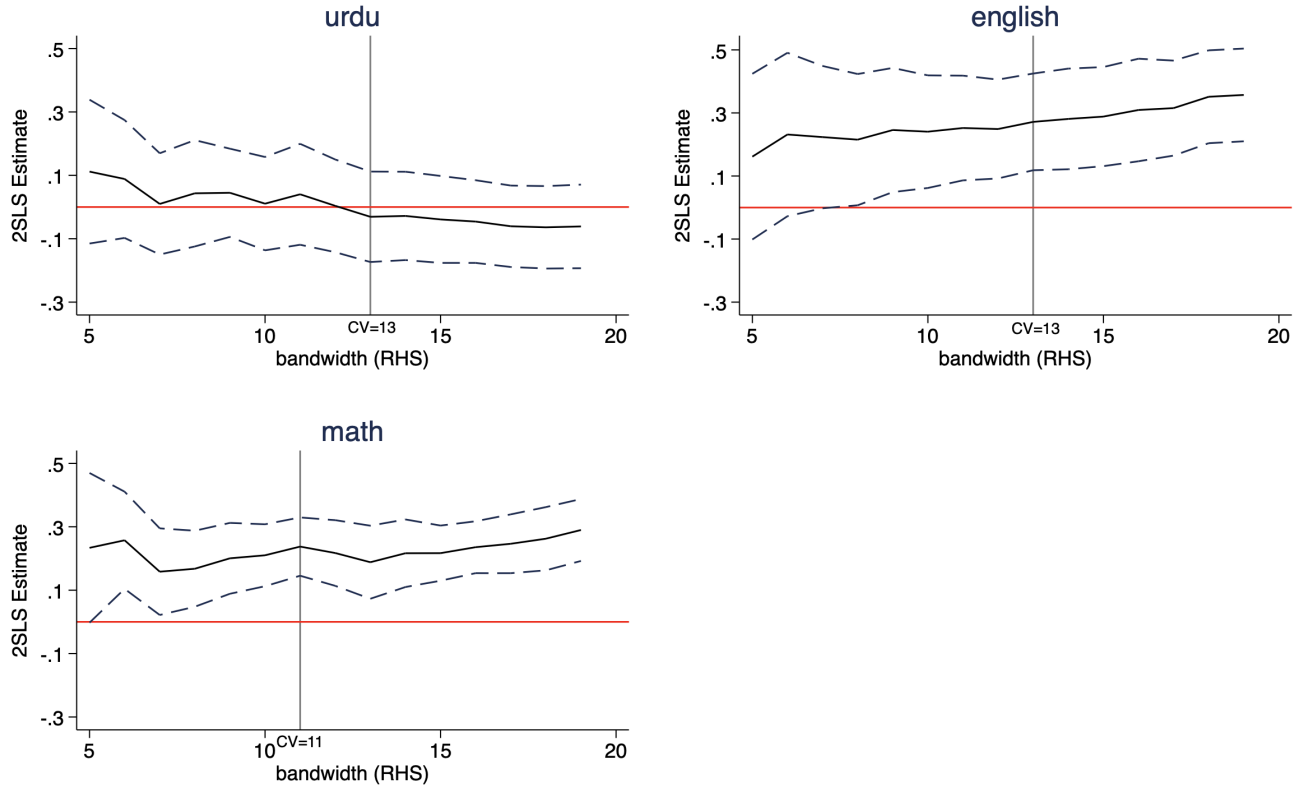 urdu
2SLS Estimate
.5
.3
.1
-.1
-.3
5
10
CV=13
15
20
bandwidth (RHS)
english
2SLS Estimate
.5
.3
.1
-.1
-.3
5
10
CV=13
15
20
bandwidth (RHS)
math
2SLS Estimate
.5
.3
.1
-.1
-.3
5
10
CV=11
15
20
bandwidth (RHS)